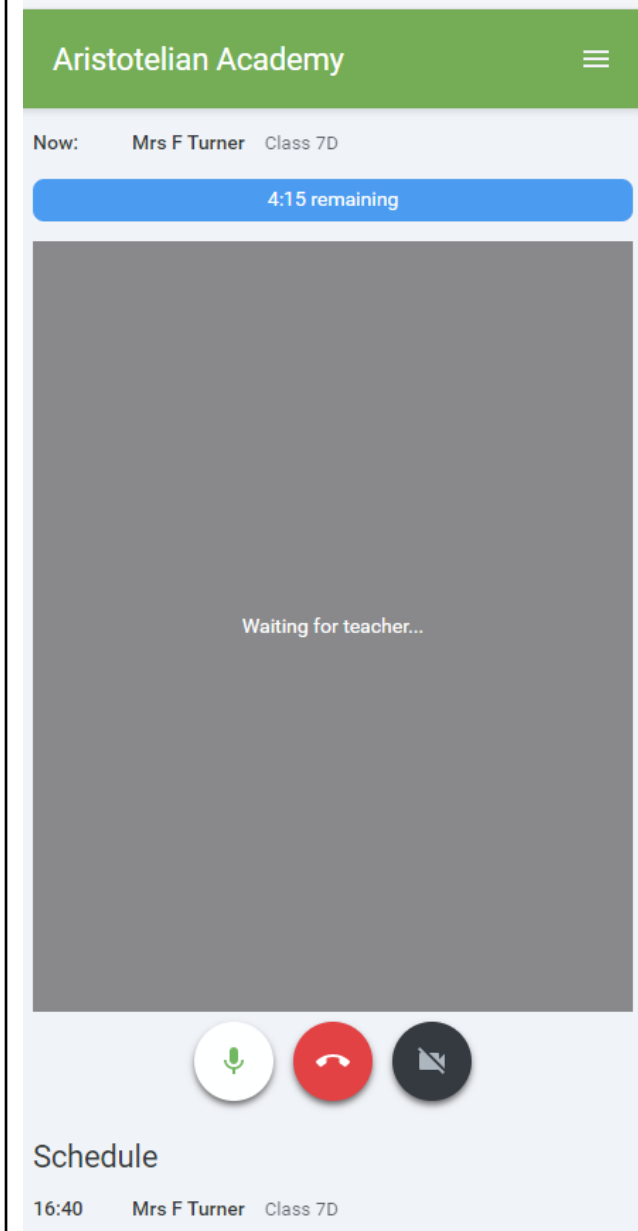 Aristotelian Academy
Now: Mrs F Turner Class 7D
4:15 remaining
Waiting for teacher...
Schedule
16:40 Mrs F Turner Class 7D